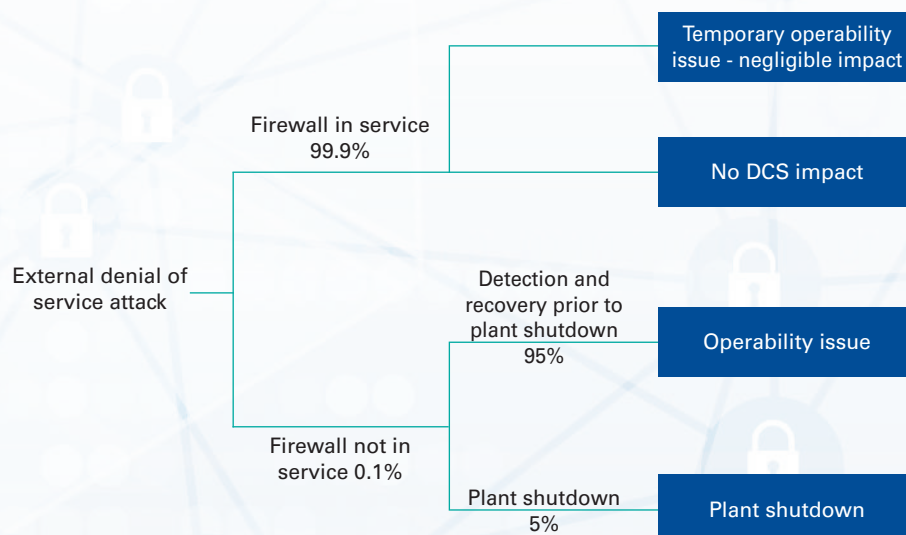 Temporary operability
issue - negligible impact
Firewall in service
99.9%
No DCS impact
External denial of
service attack
Detection and
recovery prior to
plant shutdown
95%
Operability issue
Firewall not in
service 0.1%
Plant shutdown
5%
Plant shutdown